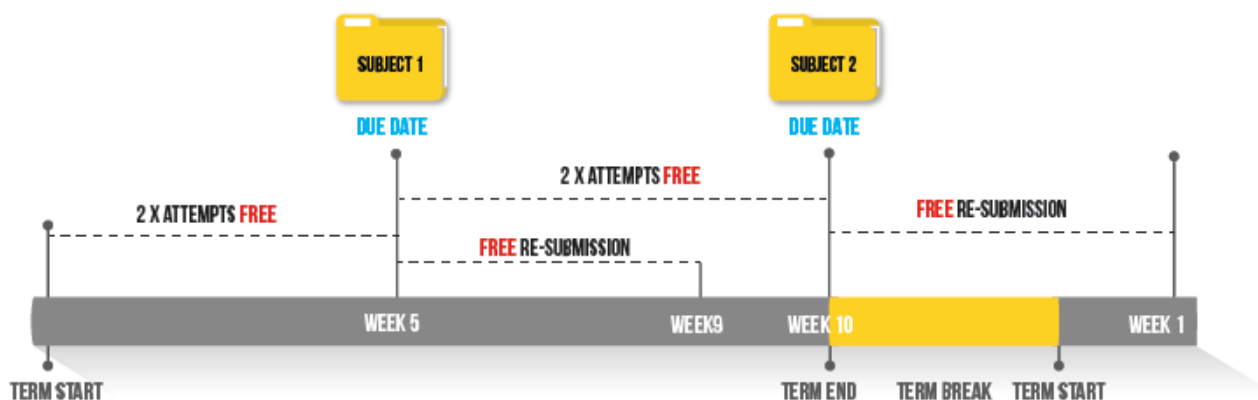 SUBJECT 1
SUBJECT 2
DUE DATE
DUE DATE
2 X ATTEMPTS FREE
2 X ATTEMPTS FREE
FREE RE-SUBMISSION
FREE RE-SUBMISSION
WEEK 5
WEEK9
WEEK 10
WEEK 1
TERM START
TERM END
TERM BREAK
TERM START